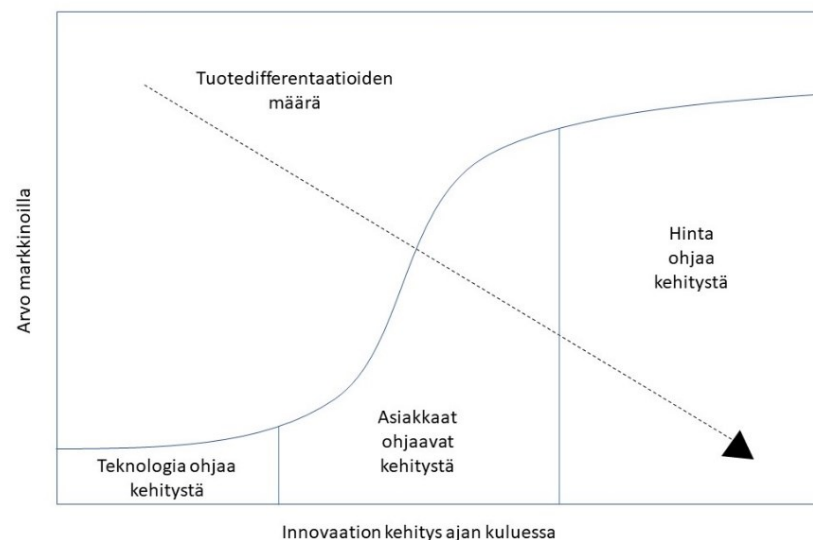 Tuotedifferentaatioiden
määrä
Arvo markkinoilla
Hinta
ohjaa
kehitystä
Asiakkaat
ohjaavat
kehitystä
Teknologia ohjaa
kehitystä
Innovaation kehitys ajan kuluessa